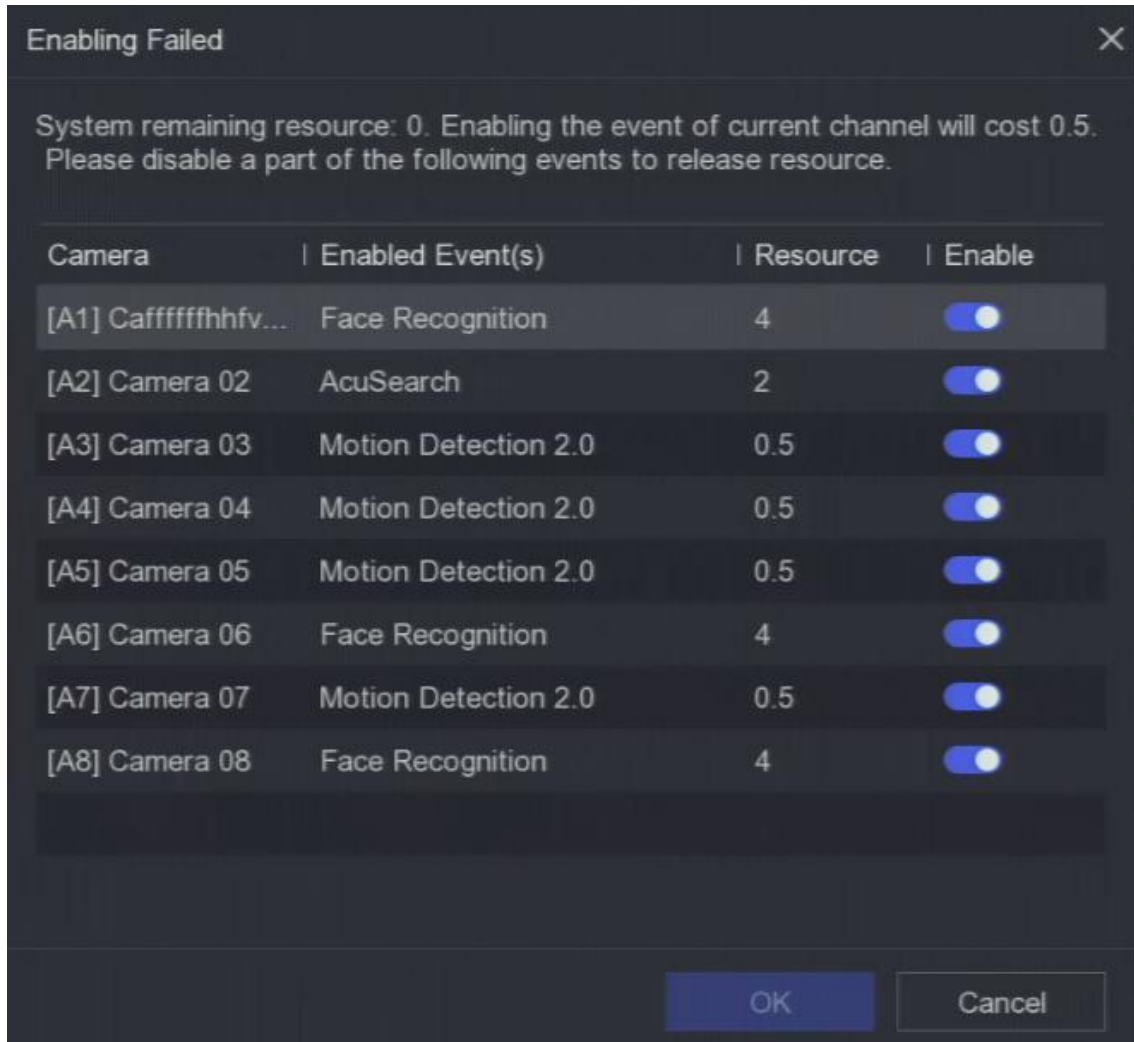 Enabling Failed
System remaining resource: 0. Enabling the event of current channel will cost 0.5.
Please disable a part of the following events to release resource.
Camera Enabled Event(s) Resource Enable
[A1] Caffffffhhfv... Face Recognition 4
[A2] Camera 02 AcuSearch 2
[A3] Camera 03 Motion Detection 2.0 0.5
[A4] Camera 04 Motion Detection 2.0 0.5
[A5] Camera 05 Motion Detection 2.0 0.5
[A6] Camera 06 Face Recognition 4
[A7] Camera 07 Motion Detection 2.0 0.5
[A8] Camera 08 Face Recognition 4
OK Cancel